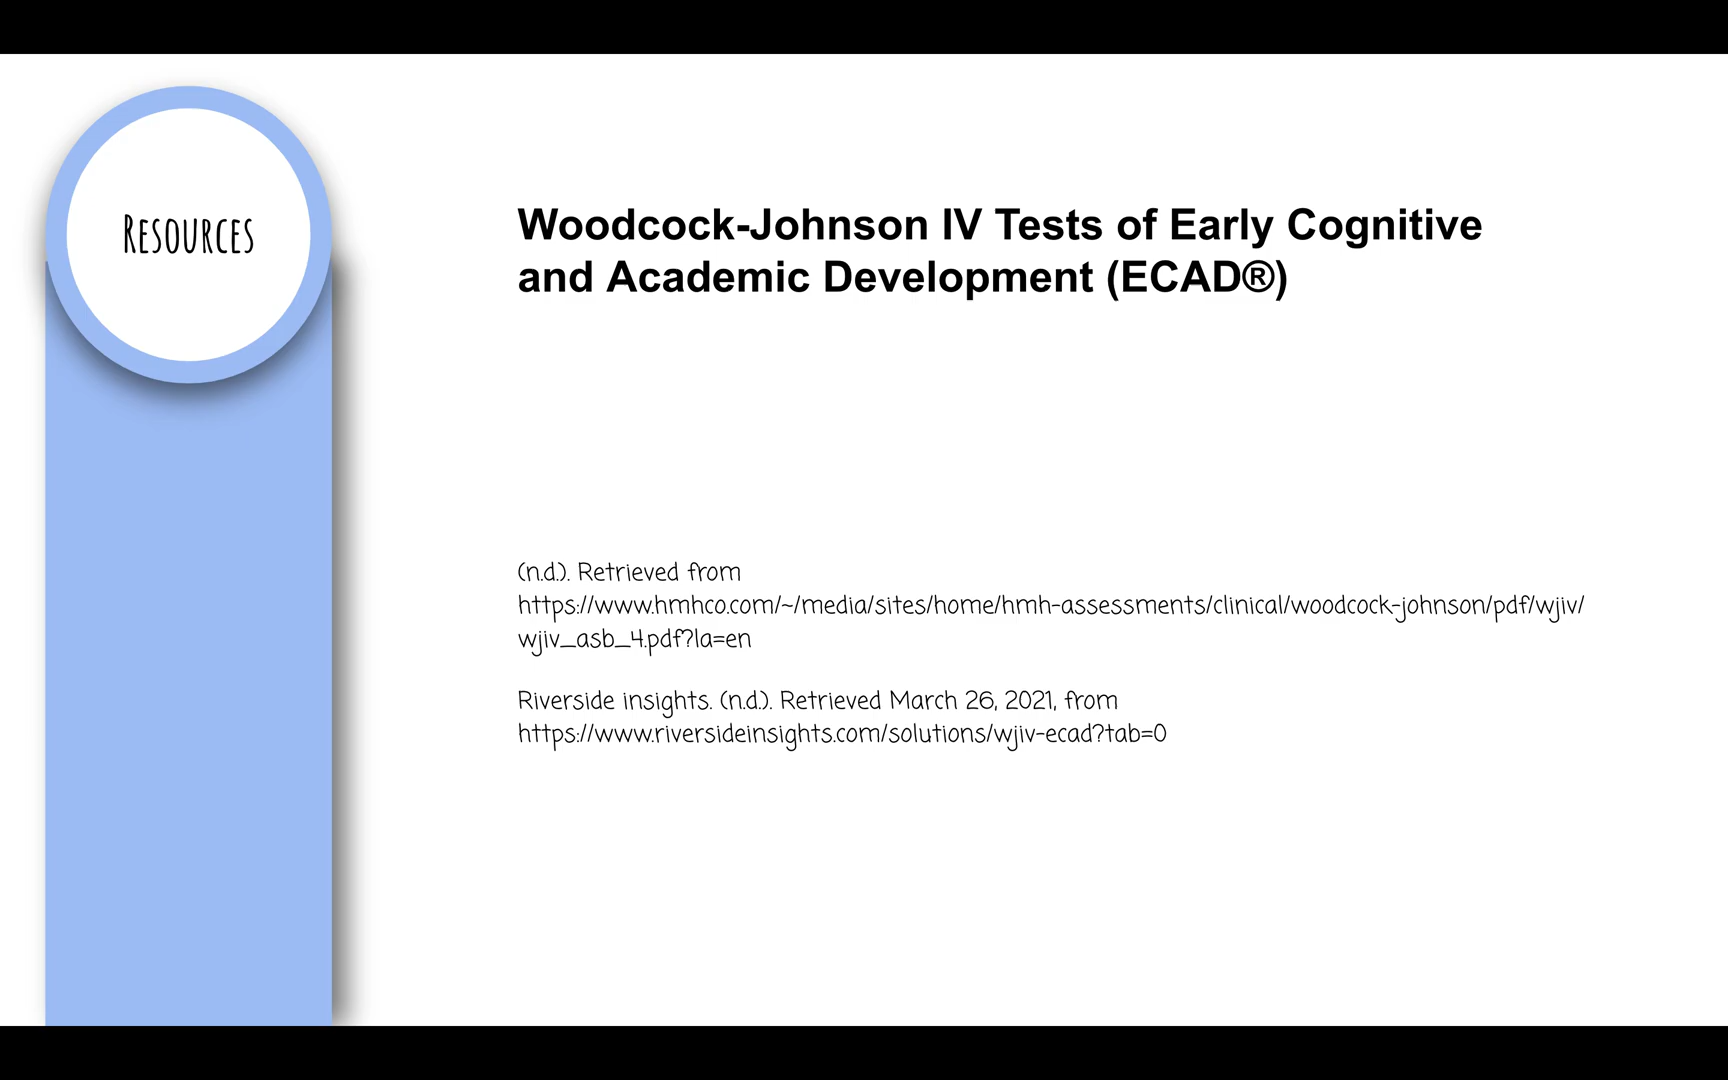 Resources
Woodcock-Johnson IV Tests of Early Cognitive
and Academic Development (ECAD®)
(n.d.). Retrieved from
https://www.hmhco.com/~/media/sites/home/hmh-assessments/clinical/woodcock-johnson/pdf/wjiv/
wjiv_asb_4.pdf?la=en
Riverside insights. (n.d.). Retrieved March 26, 2021, from
https://www.riversideinsights.com/solutions/wjiv-ecad?tab=0